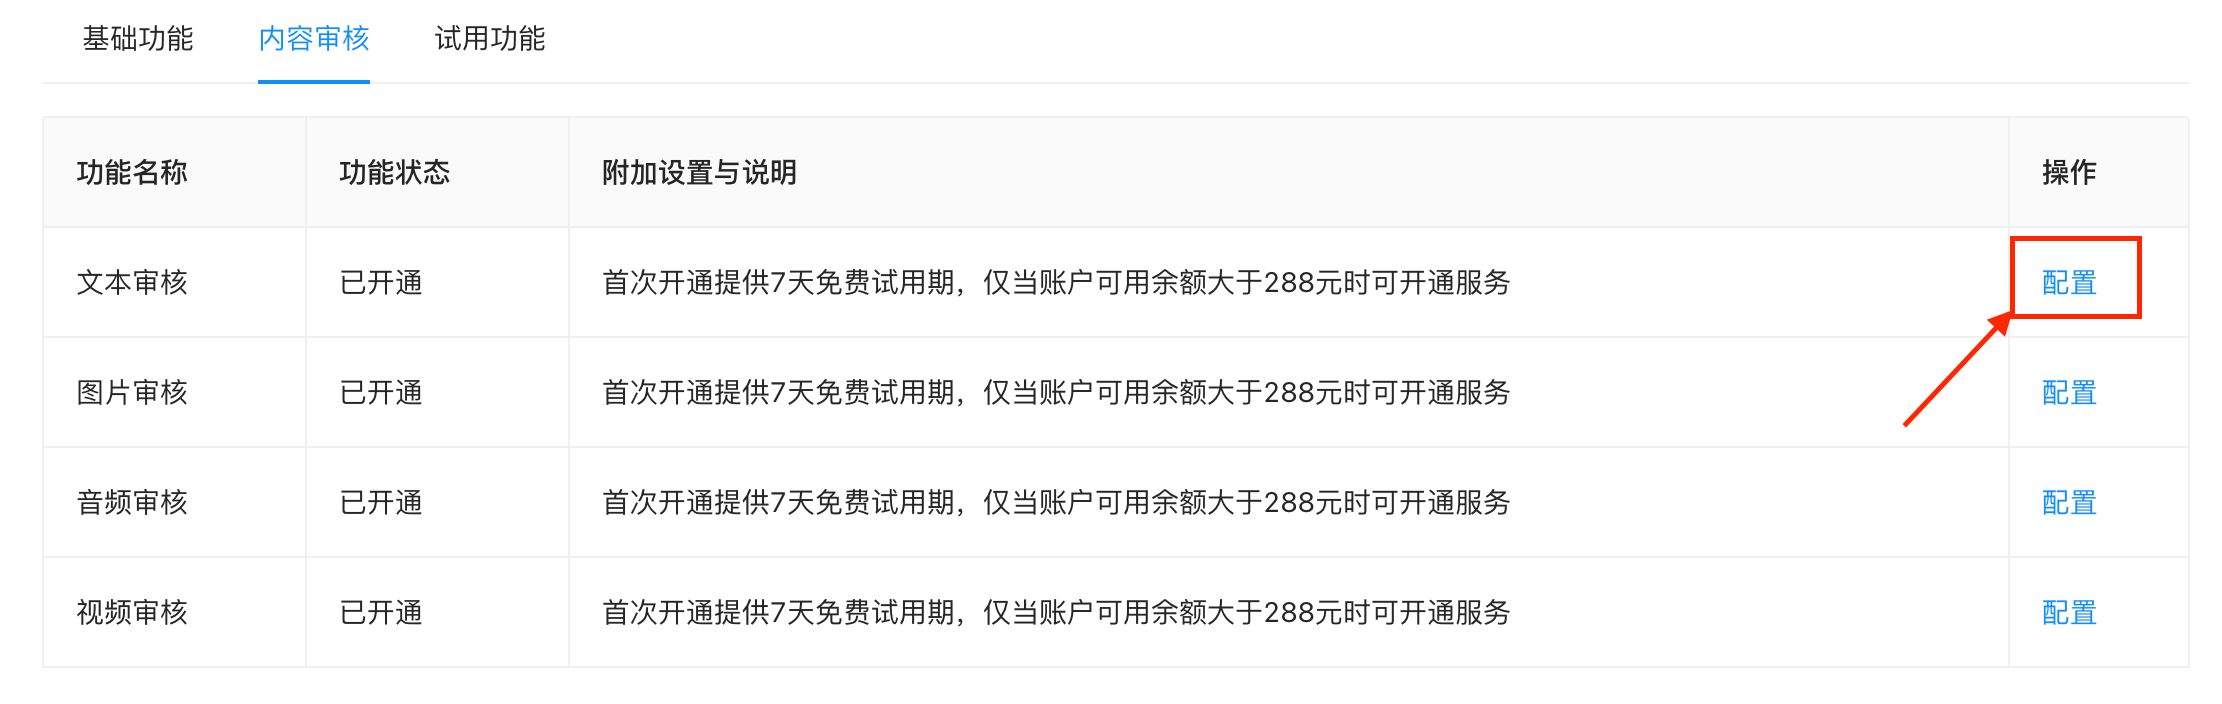 基础功能 内容审核 试用功能
功能名称 功能状态 附加设置与说明 操作
文本审核 已开通 首次开通提供7天免费试用期，仅当账户可用余额大于288元时可开通服务 配置
图片审核 已开通 首次开通提供7天免费试用期，仅当账户可用余额大于288元时可开通服务 配置
音频审核 已开通 首次开通提供7天免费试用期，仅当账户可用余额大于288元时可开通服务 配置
视频审核 已开通 首次开通提供7天免费试用期，仅当账户可用余额大于288元时可开通服务 配置